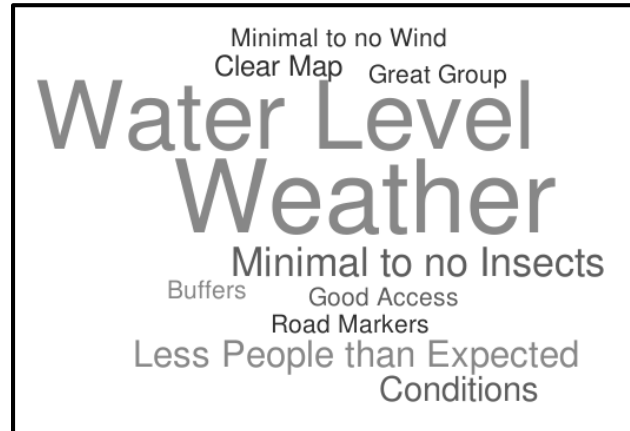 Minimal to no Wind
Clear Map
Great Group
Water Level
Weather
Minimal to no Insects
Buffers
Good Access
Road Markers
Less People than Expected
Conditions